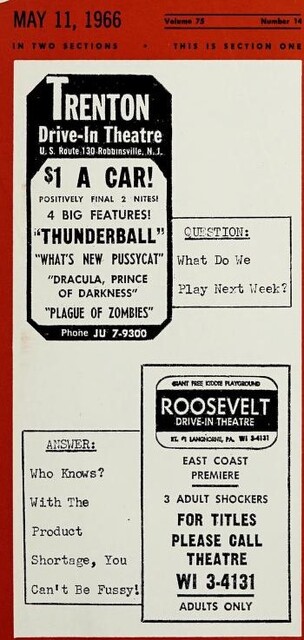 MAY 11, 1966
Volume 75 Number 14
IN TWO SECTIONS • THIS IS SECTION ONE
TRENTON
Drive-In Theatre
U.S. Route 130 Robbinsville, N.J.
$1 A CAR!
POSITIVELY FINAL 2 NITES!
4 BIG FEATURES!
"THUNDERBALL"
"WHAT'S NEW PUSSYCAT"
"DRACULA, PRINCE
OF DARKNESS"
"PLAGUE OF ZOMBIES"
Phone JU 7-9300
QUESTION:
What Do We
Play Next Week?
GIANT FREE KIDDIE PLAYGROUND
ROOSEVELT
DRIVE-IN THEATRE
RT. #1 LANGHORNE, PA. WI 3-4131
EAST COAST
PREMIERE
3 ADULT SHOCKERS
FOR TITLES
PLEASE CALL
THEATRE
WI 3-4131
ADULTS ONLY
ANSWER:
Who Knows?
With The
Product
Shortage, You
Can't Be Fussy!